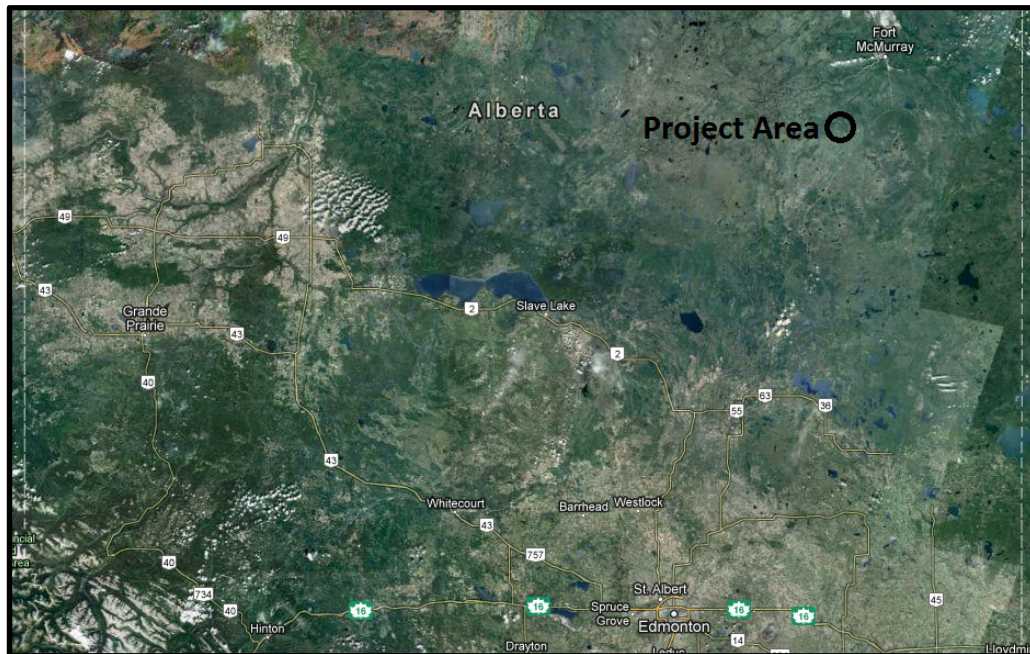 Fort
McMurray
Alberta
Project Area
49
49
43
2
Slave Lake
Grande
Prairie
43
2
40
63
55
36
43
Whitecourt
Barrhead
Westlock
43
757
40
734
40
16
16
St. Albert
Spruce
Grove
16
16
45
Hinton
Edmonton
Drayton
14